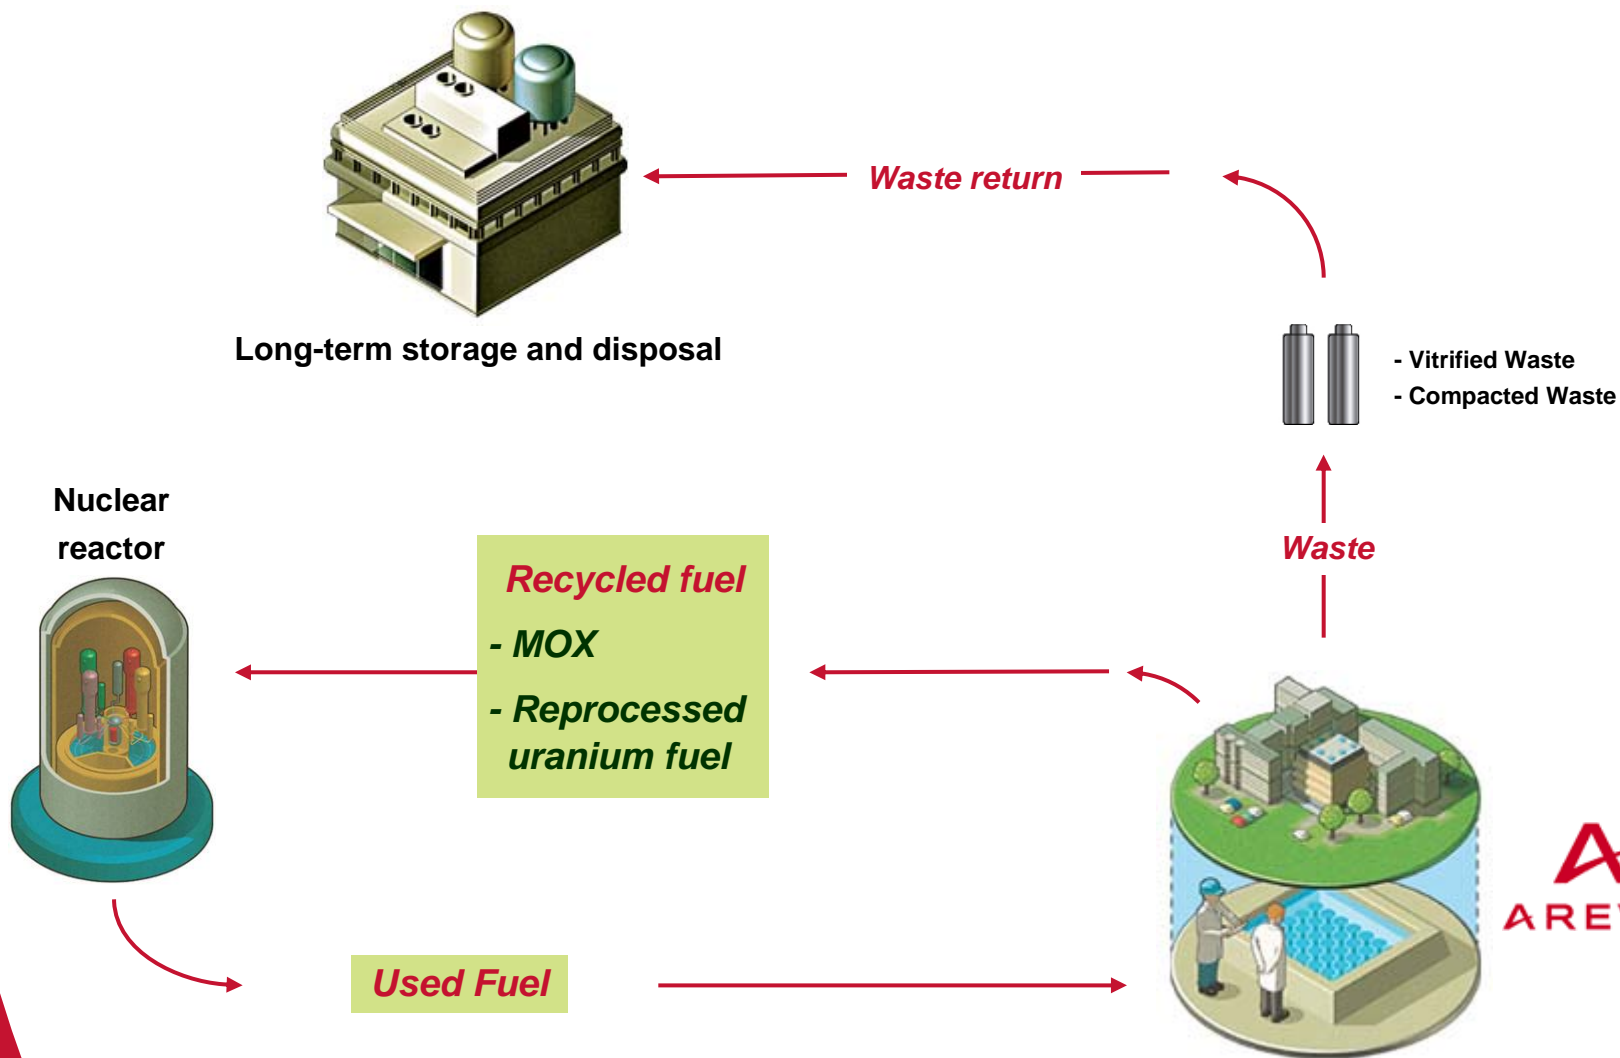 Waste return
Long-term storage and disposal
- Vitrified Waste
- Compacted Waste
Nuclear
reactor
Recycled fuel
- MOX
- Reprocessed
uranium fuel
Waste
Used Fuel